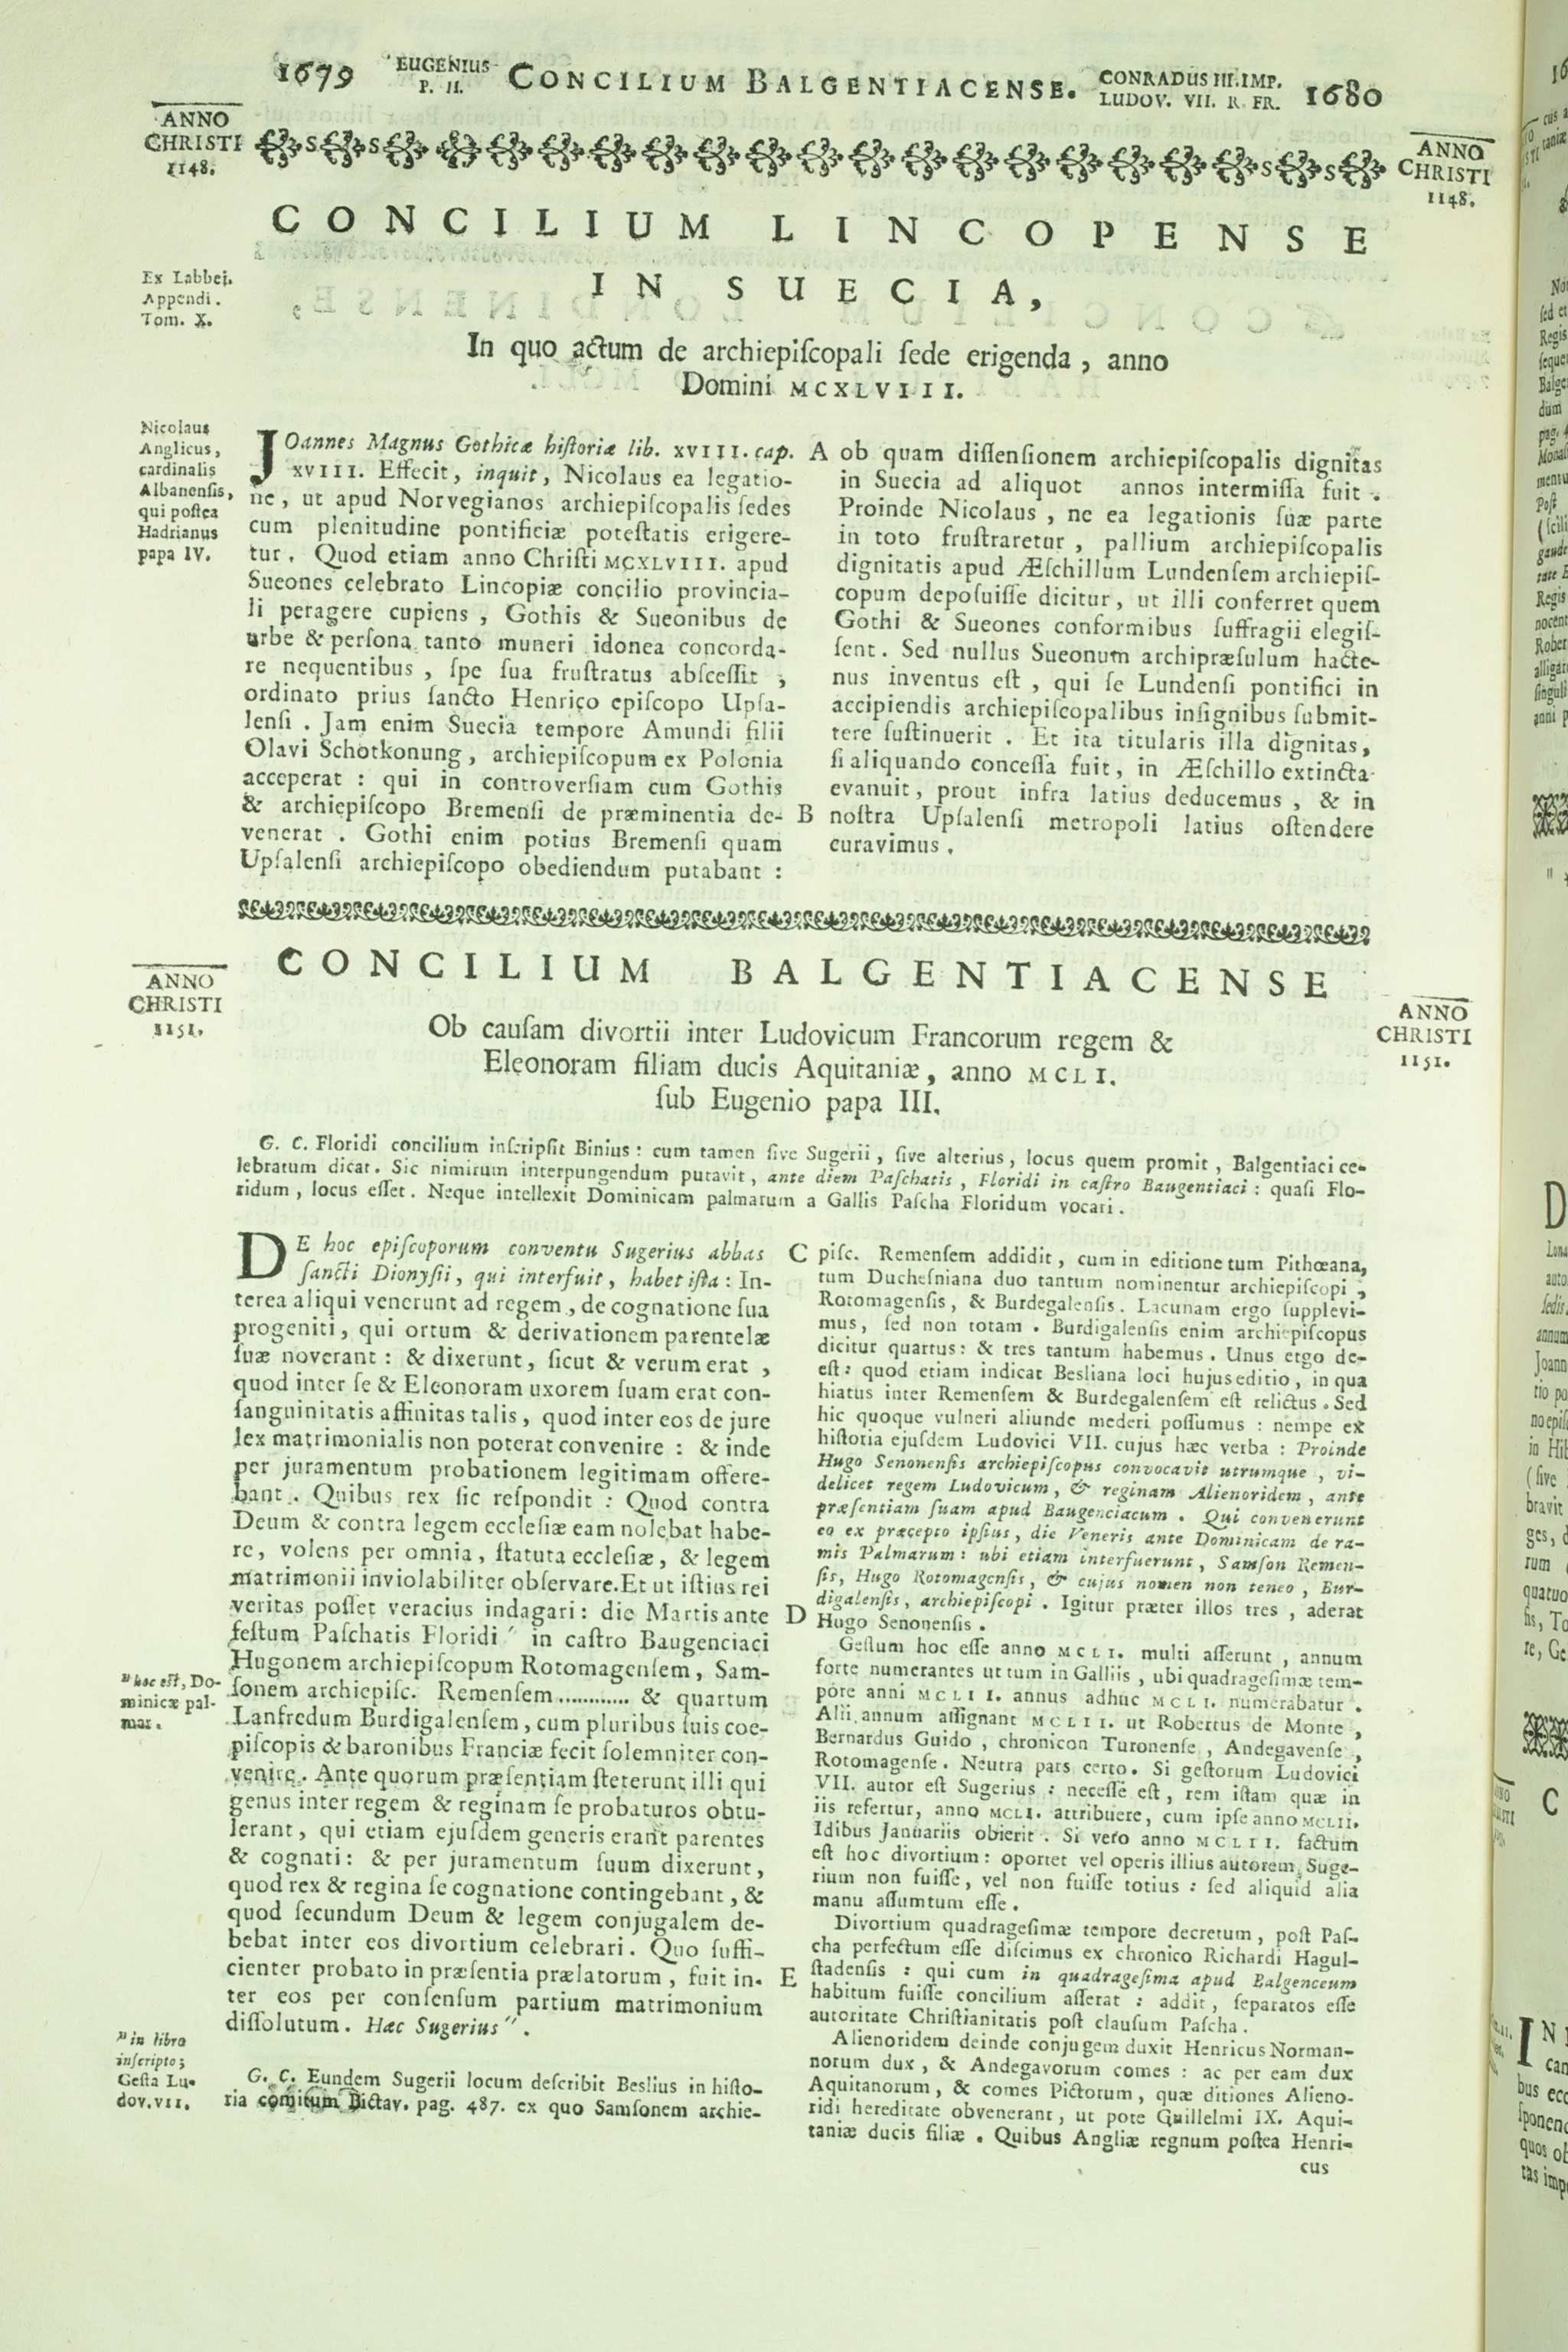 1679 EUGENIUS P. II. CONCILIUM BALGENTIACENSE. CONRADUS III. IMP. LUDOV. VII. R. FR. 1680
ANNO
CHRISTI
1148.
ANNO
CHRISTI
1148.
CONCILIUM LINCOPENSE
IN SUECIA,
Ex Labbei.
Appendi.
Tom. X.
In quo actum de archiepiſcopali ſede erigenda, anno
Domini MCXLVIII.
Nicolaus
Anglicus,
cardinalis
Albanenſis,
qui poſtea
Hadrianus
papa IV.
JOannes Magnus Gothicæ hiſtoriæ lib. XVIII. cap.
XVIII. Effecit, inquit, Nicolaus ea legatio-
ne, ut apud Norvegianos archiepiſcopalis ſedes
cum plenitudine pontificiæ poteſtatis erigere-
tur. Quod etiam anno Chriſti MCXLVIII. apud
Sueones celebrato Lincopiæ concilio provincia-
li peragere cupiens, Gothis & Sueonibus de
urbe & perſona tanto muneri idonea concorda-
re nequentibus, ſpe ſua fruſtratus abſceſſit,
ordinato prius ſancto Henrico epiſcopo Upſa-
lenſi. Jam enim Suecia tempore Amundi filii
Olavi Schotkonung, archiepiſcopum ex Polonia
acceperat: qui in controverſiam cum Gothis
& archiepiſcopo Bremenſi de præminentia de-
venerat. Gothi enim potius Bremenſi quam
Upſalenſi archiepiſcopo obediendum putabant:
A ob quam diſſenſionem archiepiſcopalis dignitas
in Suecia ad aliquot annos intermiſſa fuit.
Proinde Nicolaus, ne ea legationis ſuæ parte
in toto fruſtraretur, pallium archiepiſcopalis
dignitatis apud Æſchillum Lundenſem archiepiſ-
copum depoſuiſſe dicitur, ut illi conferret quem
Gothi & Sueones conformibus ſuffragii elegiſ-
ſent. Sed nullus Sueonum archipræſulum hacte-
nus inventus eſt, qui ſe Lundenſi pontifici in
accipiendis archiepiſcopalibus inſignibus ſubmit-
tere ſuſtinuerit. Et ita titularis illa dignitas,
ſi aliquando conceſſa fuit, in Æſchillo extincta
evanuit, prout infra latius deducemus, & in
B noſtra Upſalenſi metropoli latius oſtendere
curavimus.
ANNO
CHRISTI
1151.
CONCILIUM BALGENTIACENSE
ANNO
CHRISTI
1151.
Ob cauſam divortii inter Ludovicum Francorum regem &
Eleonoram filiam ducis Aquitaniæ, anno MCLI.
ſub Eugenio papa III.
G. C. Floridi concilium inſcripſit Binius: cum tamen ſive Sugerii, ſive alterius, locus quem promit, Balgentiaci ce-
lebratum dicat. Sic nimirum interpungendum putavit, ante diem Paſchatis, Floridi in caſtro Baugentiaci: quaſi Flo-
ridum, locus eſſet. Neque intellexit Dominicam palmarum a Gallis Paſcha Floridum vocari.
DE hoc epiſcoporum conventu Sugerius abbas
ſancti Dionyſii, qui interfuit, habet iſta: In-
terea aliqui venerunt ad regem, de cognatione ſua
progeniti, qui ortum & derivationem parentelæ
ſuæ noverant: & dixerunt, ſicut & verum erat,
quod inter ſe & Eleonoram uxorem ſuam erat con-
ſanguinitatis affinitas talis, quod inter eos de jure
lex matrimonialis non poterat convenire: & inde
per juramentum probationem legitimam offere-
bant. Quibus rex ſic reſpondit: Quod contra
Deum & contra legem eccleſiæ eam nolebat habe-
re, volens per omnia, ſtatuta eccleſiæ, & legem
matrimonii inviolabiliter obſervare. Et ut iſtius rei
veritas poſſet veracius indagari: die Martis ante
feſtum Paſchatis Floridi " in caſtro Baugenciaci
Hugonem archiepiſcopum Rotomagenſem, Sam-
ſonem archiepiſc. Remenſem ............ & quartum
Lanfredum Burdigalenſem, cum pluribus ſuis coe-
piſcopis & baronibus Franciæ fecit ſolemniter con-
venire. Ante quorum præſentiam ſteterunt illi qui
genus inter regem & reginam ſe probaturos obtu-
lerant, qui etiam ejuſdem generis erant parentes
& cognati: & per juramentum ſuum dixerunt,
quod rex & regina ſe cognatione contingebant, &
quod ſecundum Deum & legem conjugalem de-
bebat inter eos divortium celebrari. Quo ſuffi-
cienter probato in præſentia prælatorum, fuit in-
ter eos per conſenſum partium matrimonium
diſſolutum. Hæc Sugerius".
" hoc eſt, Do-
minicæ pal-
mar.
" in libro
inſcripto;
Geſta Lu-
dov. VII.
G. C. Eundem Sugerii locum deſcribit Beslius in hiſto-
ria comitum Pictav. pag. 487. ex quo Samſonem archie-
C piſc. Remenſem addidit, cum in editione tum Pithœana,
tum Ducheſniana duo tantum nominentur archiepiſcopi,
Rotomagenſis, & Burdegalenſis. Lacunam ergo ſupplevi-
mus, ſed non totam. Burdigalenſis enim archiepiſcopus
dicitur quartus: & tres tantum habemus. Unus ergo de-
eſt: quod etiam indicat Besliana loci hujus editio, in qua
hiatus inter Remenſem & Burdegalenſem eſt relictus. Sed
hic quoque vulneri aliunde mederi poſſumus: nempe ex
hiſtoria ejuſdem Ludovici VII. cujus hæc verba: Proinde
Hugo Senonenſis archiepiſcopus convocavit utrumque, vi-
delicet regem Ludovicum, & reginam Alienoridem, ante
præſentiam ſuam apud Baugenciacum. Qui convenerunt
eo ex præcepto ipſius, die Veneris ante Dominicam de ra-
mis Palmarum: ubi etiam interfuerunt, Samſon Remen-
ſis, Hugo Rotomagenſis, & cujus nomen non teneo, Bur-
digalenſis, archiepiſcopi. Igitur præter illos tres, aderat
D Hugo Senonenſis.
Geſtum hoc eſſe anno MCLI. multi aſſerunt, annum
forte numerantes ut tum in Galliis, ubi quadrageſimæ tem-
pore anni MCLII. annus adhuc MCLI. numerabatur.
Alii annum aſſignant MCLII. ut Robertus de Monte,
Bernardus Guido, chronicon Turonenſe, Andegavenſe,
Rotomagenſe. Neutra pars certo. Si geſtorum Ludovici
VII. autor eſt Sugerius: neceſſe eſt, rem iſtam quæ in
iis refertur, anno MCLI. attribuere, cum ipſe anno MCLII.
Idibus Januariis obierit. Si vero anno MCLII. factum
eſt hoc divortium: oportet vel operis illius autorem Suge-
rium non fuiſſe, vel non fuiſſe totius: ſed aliquid alia
manu aſſumtum eſſe.
Divortium quadrageſimæ tempore decretum, poſt Paſ-
cha perfectum eſſe diſcimus ex chronico Richardi Hagul-
E ſtadenſis: qui cum in quadrageſima apud Balgenceum
habitum fuiſſe concilium aſſerat: addit, ſeparatos eſſe
autoritate Chriſtianitatis poſt clauſum Paſcha.
Alienoridem deinde conjugem duxit Henricus Norman-
norum dux, & Andegavorum comes: ac per eam dux
Aquitanorum, & comes Pictorum, quæ ditiones Alieno-
ridi hereditate obvenerant, ut pote Guillelmi IX. Aqui-
taniæ ducis filiæ. Quibus Angliæ regnum poſtea Henri-
cus